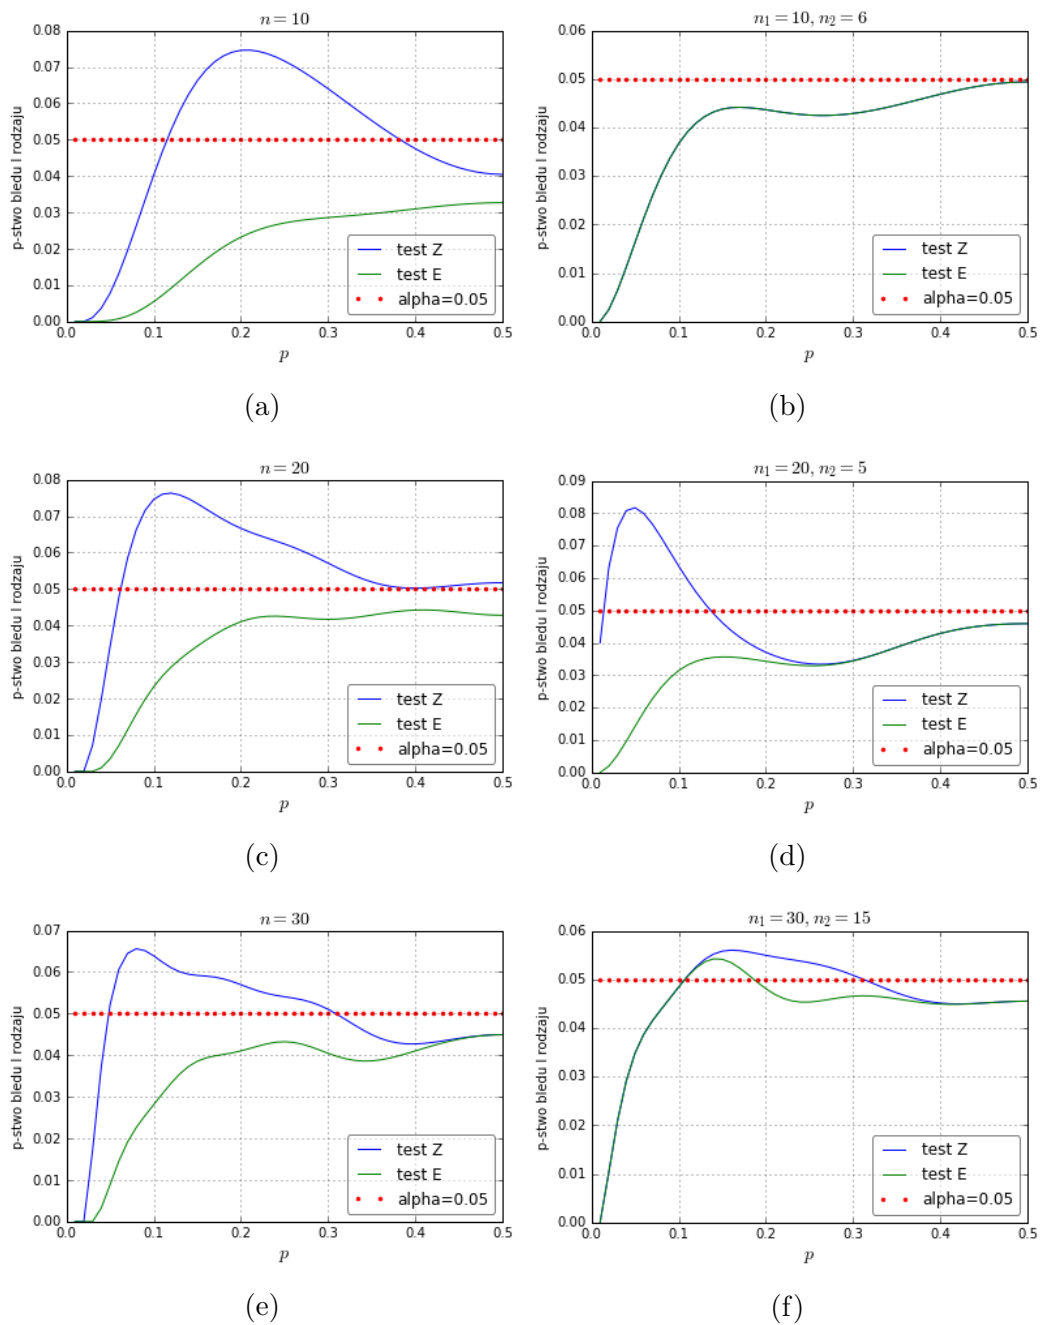 n = 10
0.08
0.07
0.06
0.05
0.04
0.03
0.02
0.01
0.00
p-stwo bledu I rodzaju
test Z
test E
alpha=0.05
0.0 0.1 0.2 0.3 0.4 0.5
p
(a)
n₁ = 10, n₂ = 6
0.06
0.05
0.04
0.03
0.02
0.01
0.00
p-stwo bledu I rodzaju
test Z
test E
alpha=0.05
0.0 0.1 0.2 0.3 0.4 0.5
p
(b)
n = 20
0.08
0.07
0.06
0.05
0.04
0.03
0.02
0.01
0.00
p-stwo bledu I rodzaju
test Z
test E
alpha=0.05
0.0 0.1 0.2 0.3 0.4 0.5
p
(c)
n₁ = 20, n₂ = 5
0.09
0.08
0.07
0.06
0.05
0.04
0.03
0.02
0.01
0.00
p-stwo bledu I rodzaju
test Z
test E
alpha=0.05
0.0 0.1 0.2 0.3 0.4 0.5
p
(d)
n = 30
0.07
0.06
0.05
0.04
0.03
0.02
0.01
0.00
p-stwo bledu I rodzaju
test Z
test E
alpha=0.05
0.0 0.1 0.2 0.3 0.4 0.5
p
(e)
n₁ = 30, n₂ = 15
0.06
0.05
0.04
0.03
0.02
0.01
0.00
p-stwo bledu I rodzaju
test Z
test E
alpha=0.05
0.0 0.1 0.2 0.3 0.4 0.5
p
(f)